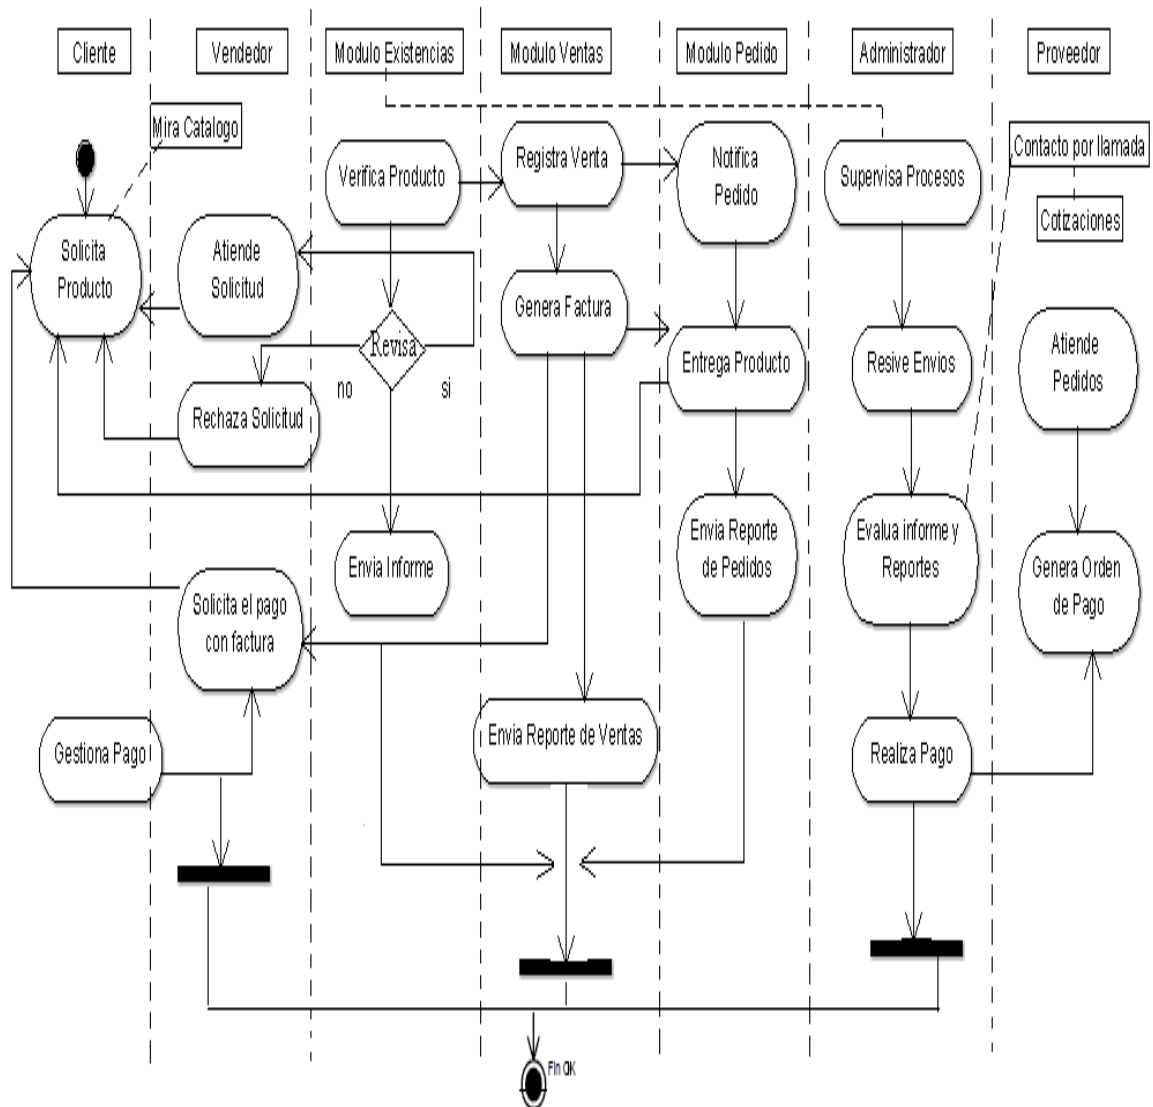 Cliente
Vendedor
Modulo Existencias
Modulo Ventas
Modulo Pedido
Administrador
Proveedor
Mira Catalogo
Contacto por llamada
Cotizaciones
Verifica Producto
Registra Venta
Notifica
Pedido
Supervisa Procesos
Solicita
Producto
Atiende
Solicitud
Genera Factura
Revisa
no
si
Entrega Producto
Resive Envios
Atiende
Pedidos
Rechaza Solicitud
Envia Informe
Envia Reporte
de Pedidos
Evalua informe y
Reportes
Genera Orden
de Pago
Solicita el pago
con factura
Gestiona Pago
Envia Reporte de Ventas
Realiza Pago
Fin OK